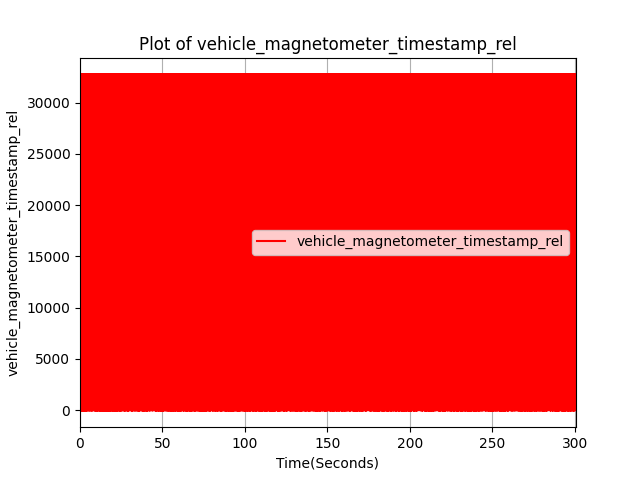 Plot of vehicle_magnetometer_timestamp_rel
vehicle_magnetometer_timestamp_rel
30000
25000
20000
15000
10000
5000
0
vehicle_magnetometer_timestamp_rel
0 50 100 150 200 250 300
Time(Seconds)